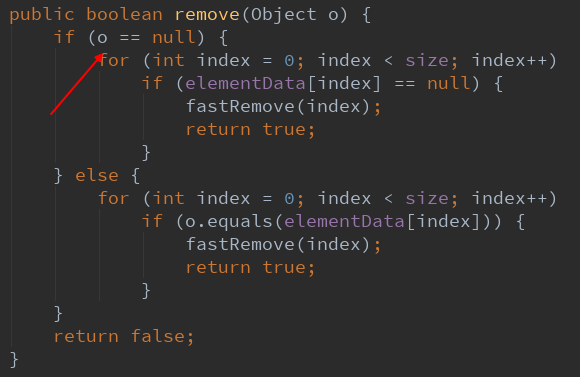 public boolean remove(Object o) {
    if (o == null) {
        for (int index = 0; index < size; index++)
            if (elementData[index] == null) {
                fastRemove(index);
                return true;
            }
    } else {
        for (int index = 0; index < size; index++)
            if (o.equals(elementData[index])) {
                fastRemove(index);
                return true;
            }
    }
    return false;
}